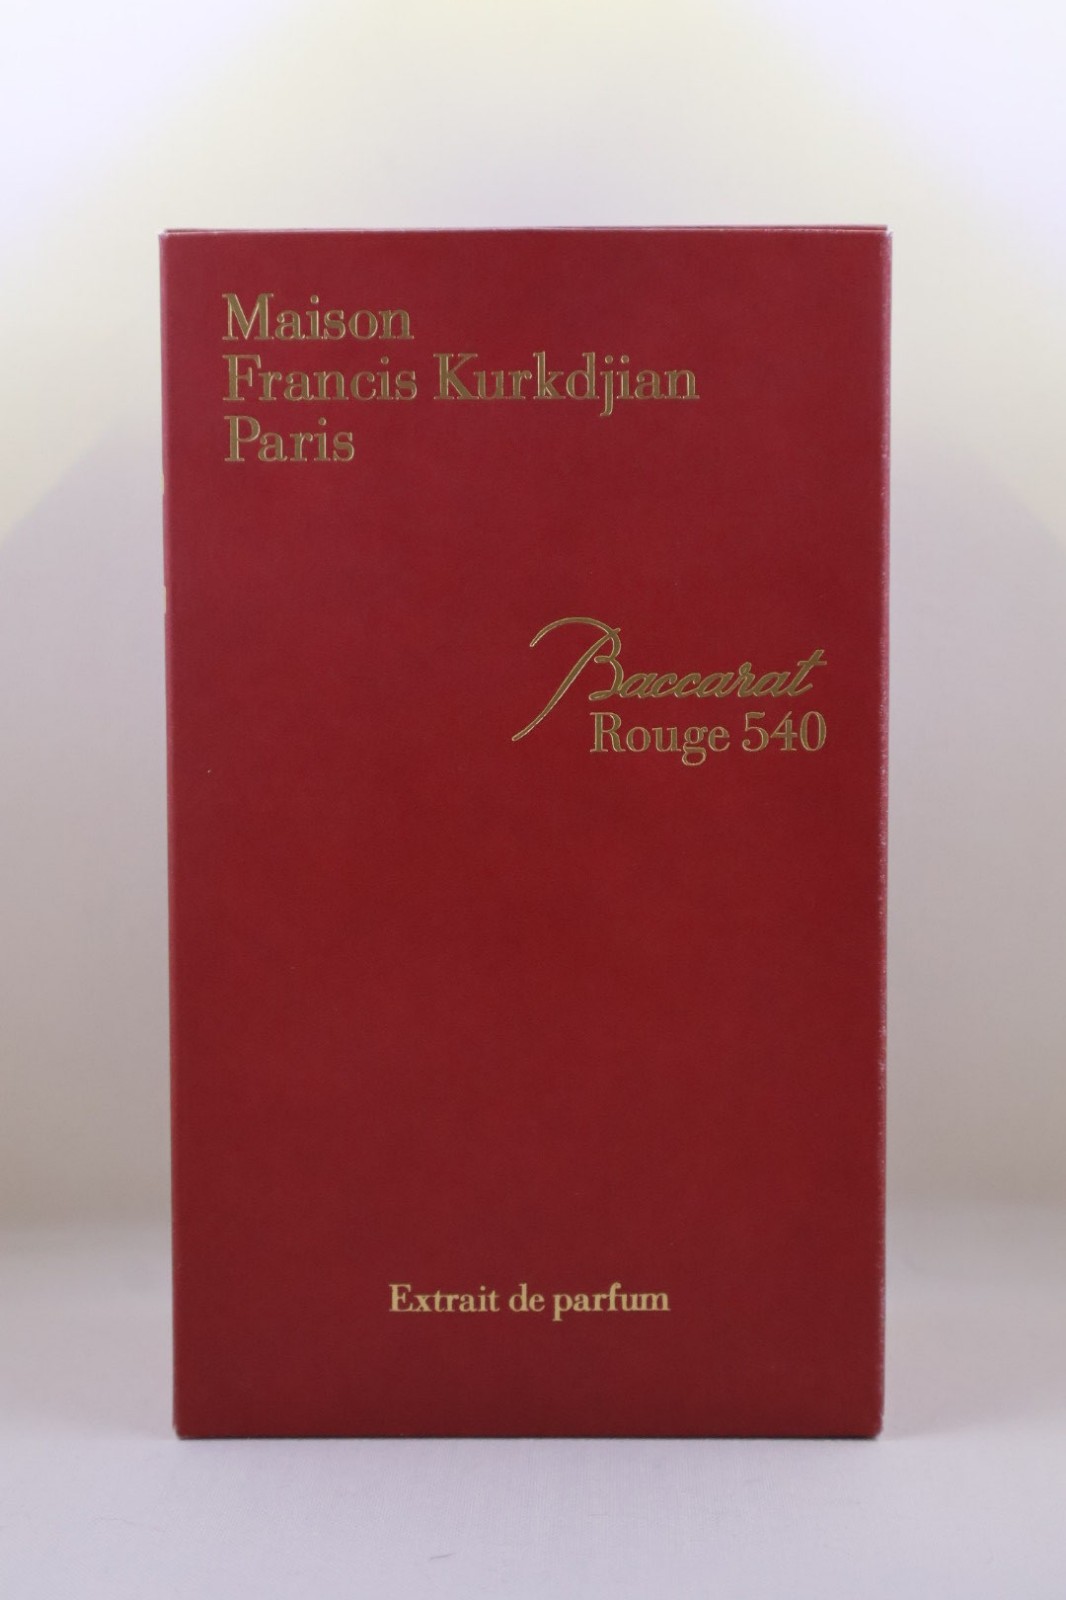 Maison
Francis Kurkdjian
Paris
Baccarat
Rouge 540
Extrait de parfum